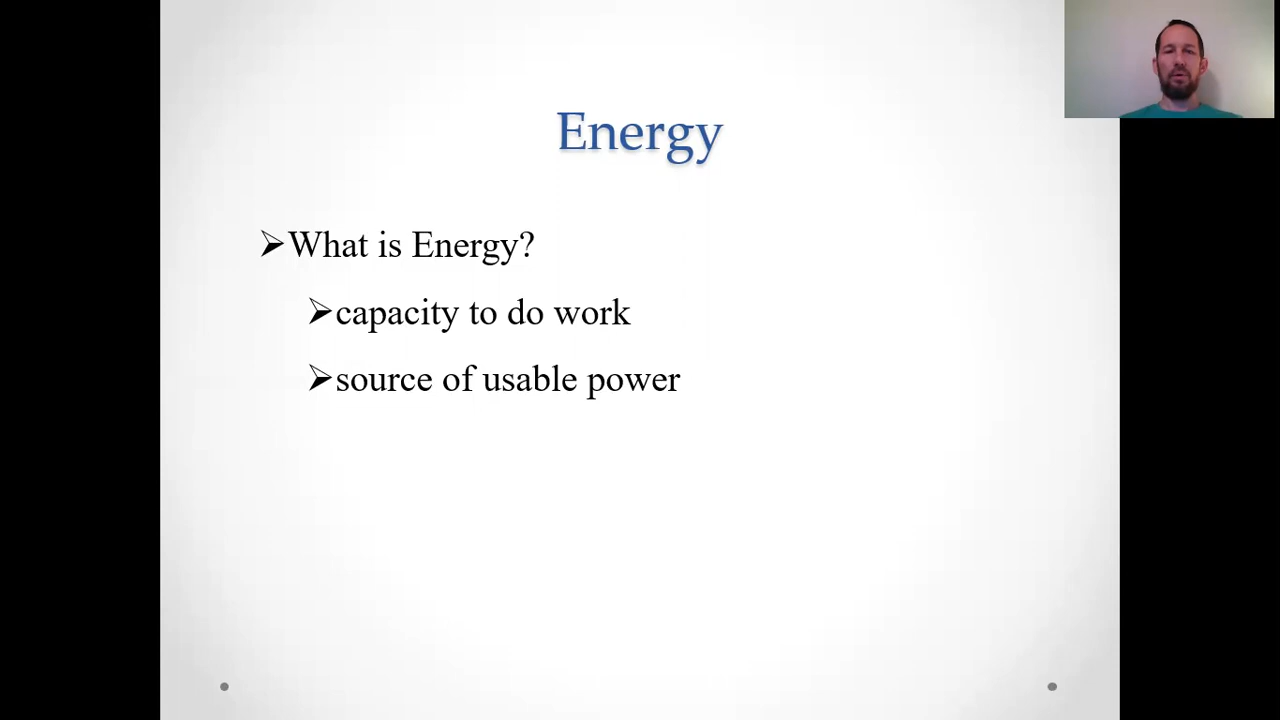 Energy
➢What is Energy?
➢capacity to do work
➢source of usable power